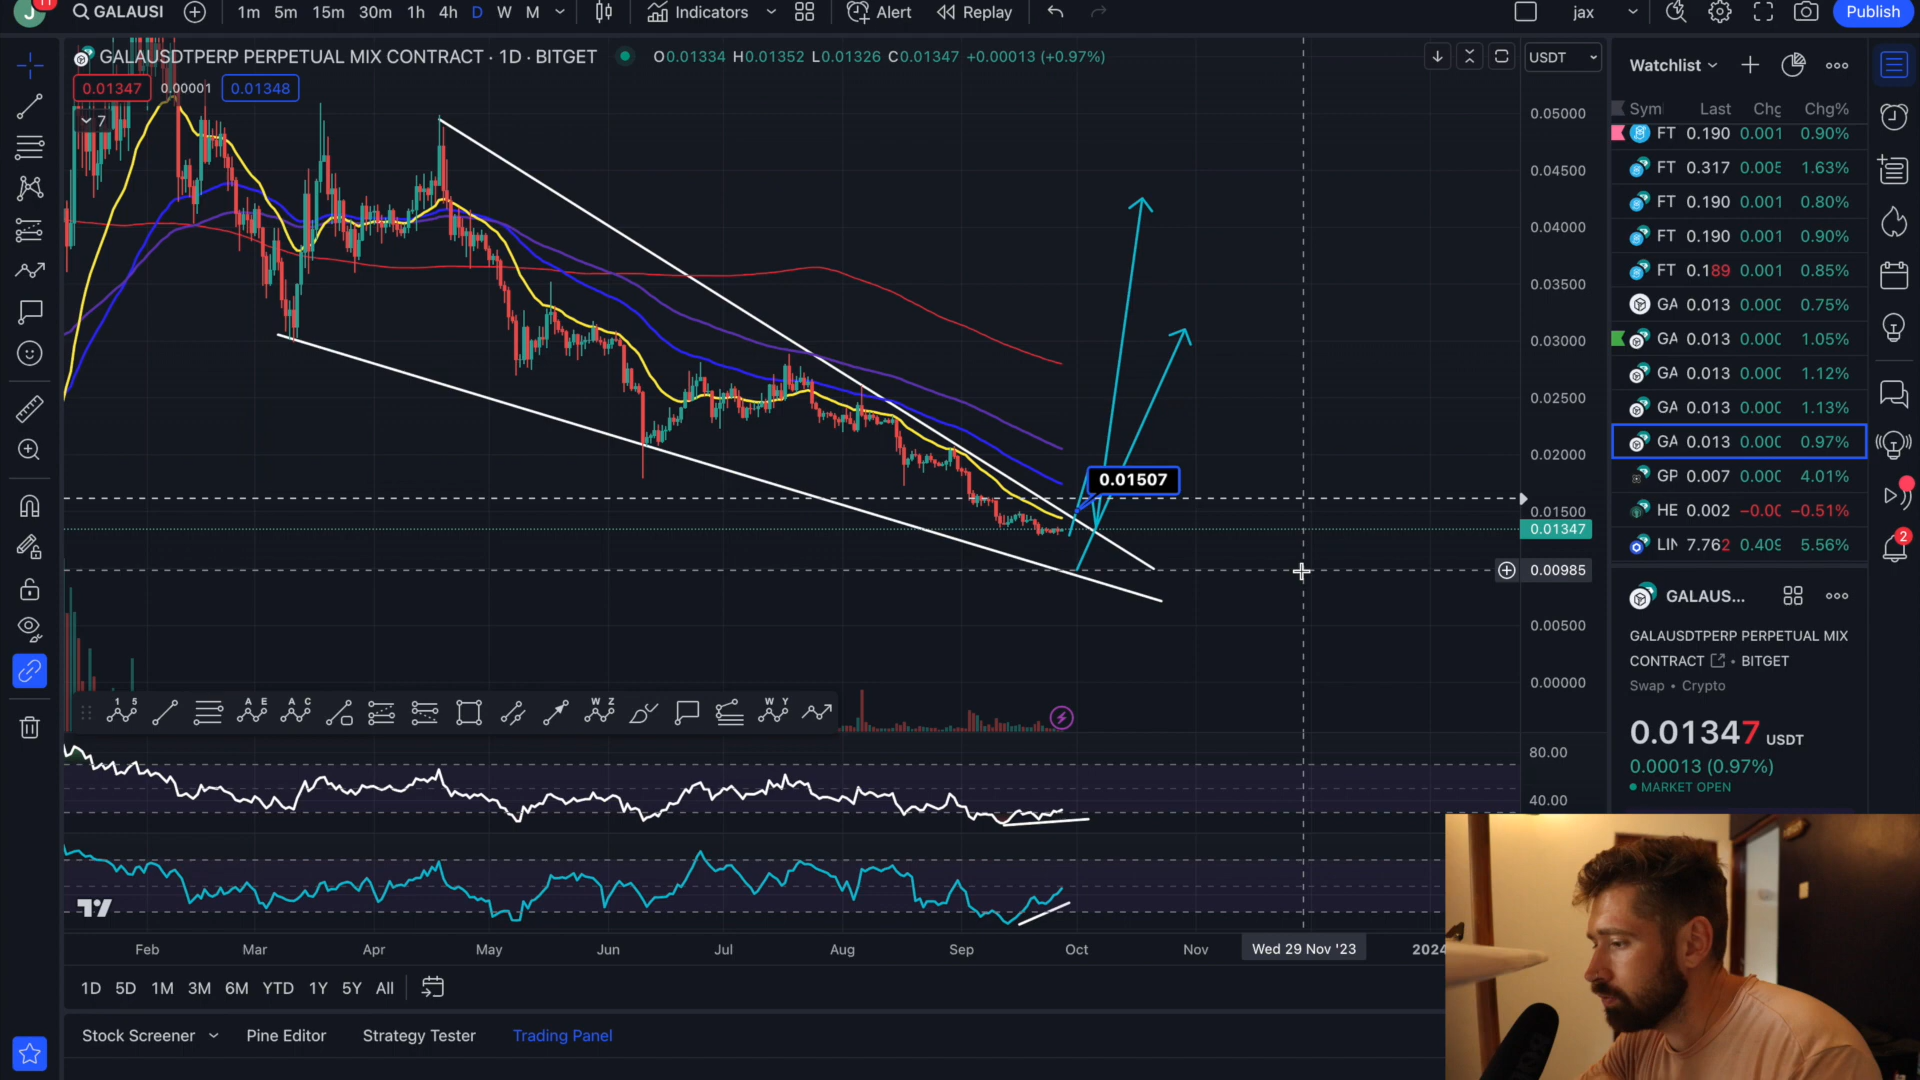 J 11 GALAUSI 1m 5m 15m 30m 1h 4h D W M Indicators Alert Replay jax Publish
GALAUSDTPERP PERPETUAL MIX CONTRACT · 1D · BITGET O0.01334 H0.01352 L0.01326 C0.01347 +0.00013 (+0.97%) USDT
0.01347 0.00001 0.01348
7
0.05000
0.04500
0.04000
0.03500
0.03000
0.02500
0.02000
0.01507
0.01500
0.01347
0.00985
0.00500
0.00000
1 5 A E A C W Z W Y
80.00
40.00
Feb Mar Apr May Jun Jul Aug Sep Oct Nov Wed 29 Nov '23 2024
1D 5D 1M 3M 6M YTD 1Y 5Y All
Stock Screener Pine Editor Strategy Tester Trading Panel
Watchlist
Sym Last Chg Chg%
FT 0.190 0.001 0.90%
FT 0.317 0.005 1.63%
FT 0.190 0.001 0.80%
FT 0.190 0.001 0.90%
FT 0.189 0.001 0.85%
GA 0.013 0.000 0.75%
GA 0.013 0.000 1.05%
GA 0.013 0.000 1.12%
GA 0.013 0.000 1.13%
GA 0.013 0.000 0.97%
GP 0.007 0.000 4.01%
HE 0.002 −0.00 −0.51%
LIN 7.762 0.409 5.56%
2
GALAUS...
GALAUSDTPERP PERPETUAL MIX
CONTRACT • BITGET
Swap • Crypto
0.01347 USDT
0.00013 (0.97%)
MARKET OPEN